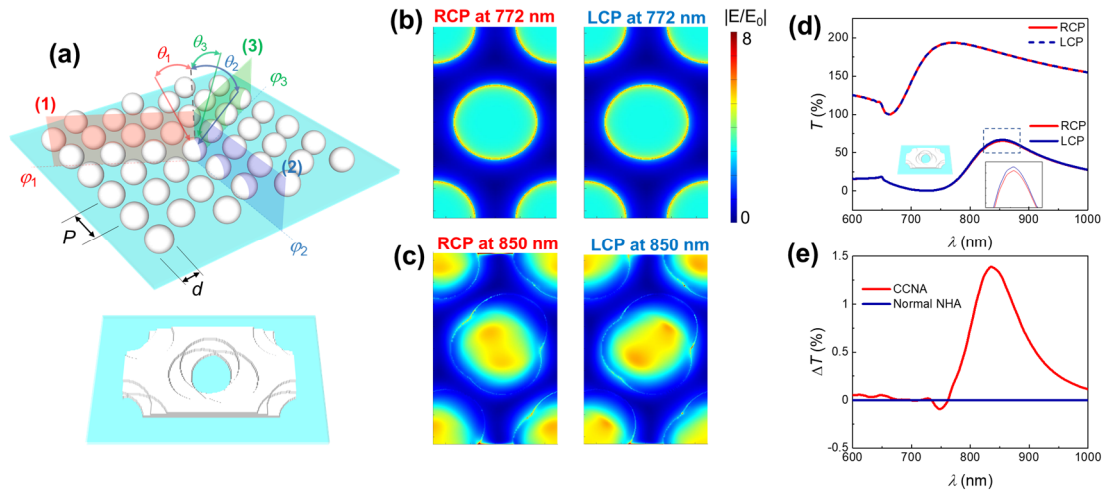 (a)
θ1
θ3
(3)
θ2
φ3
(1)
(2)
φ1
φ2
P
d
(b)
RCP at 772 nm
LCP at 772 nm
|E/E0|
8
0
(c)
RCP at 850 nm
LCP at 850 nm
(d)
RCP
LCP
200
150
100
50
0
T (%)
RCP
LCP
600
700
800
900
1000
λ (nm)
(e)
CCNA
Normal NHA
1.5
1.0
0.5
0.0
-0.5
ΔT (%)
600
700
800
900
1000
λ (nm)